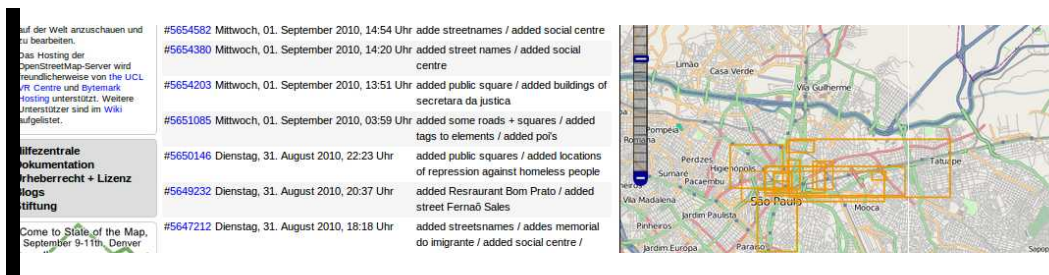 auf der Welt anzuschauen und
zu bearbeiten.
Das Hosting der
OpenStreetMap-Server wird
freundlicherweise von the UCL
VR Centre und Bytemark
Hosting unterstützt. Weitere
Unterstützer sind im Wiki
aufgelistet.
Hilfezentrale
Dokumentation
Urheberrecht + Lizenz
Blogs
Stiftung
Come to State of the Map,
September 9-11th, Denver
#5654582 Mittwoch, 01. September 2010, 14:54 Uhr adde streetnames / added social centre
#5654380 Mittwoch, 01. September 2010, 14:20 Uhr added street names / added social
centre
#5654203 Mittwoch, 01. September 2010, 13:51 Uhr added public square / added buildings of
secretara da justica
#5651085 Mittwoch, 01. September 2010, 03:59 Uhr added some roads + squares / added
tags to elements / added poi's
#5650146 Dienstag, 31. August 2010, 22:23 Uhr added public squares / added locations
of repression against homeless people
#5649232 Dienstag, 31. August 2010, 20:37 Uhr added Resraurant Bom Prato / added
street Fernaõ Sales
#5647212 Dienstag, 31. August 2010, 18:18 Uhr added streetsnames / addes memorial
do imigrante / added social centre /
Limão
Casa Verde
Vila Guilherme
Pompéia
Romana
Perdizes
Higienópolis
Tatuapé
Sumaré
Pacaembu
Vila Madalena
São Paulo
Mooca
Jardim Paulista
Pinheiros
Jardim Europa
Paraíso
Sapop